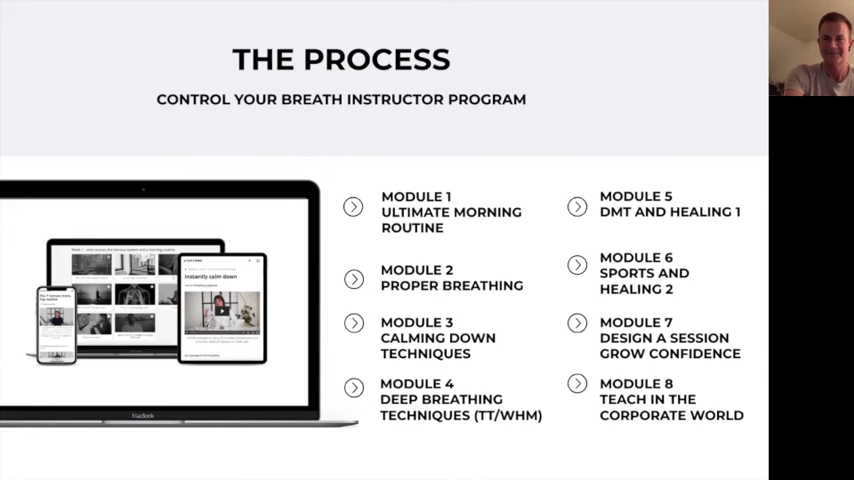 THE PROCESS
CONTROL YOUR BREATH INSTRUCTOR PROGRAM
MODULE 1
ULTIMATE MORNING
ROUTINE
MODULE 2
PROPER BREATHING
MODULE 3
CALMING DOWN
TECHNIQUES
MODULE 4
DEEP BREATHING
TECHNIQUES (TT/WHM)
MODULE 5
DMT AND HEALING 1
MODULE 6
SPORTS AND
HEALING 2
MODULE 7
DESIGN A SESSION
GROW CONFIDENCE
MODULE 8
TEACH IN THE
CORPORATE WORLD
Instantly calm down
MacBook